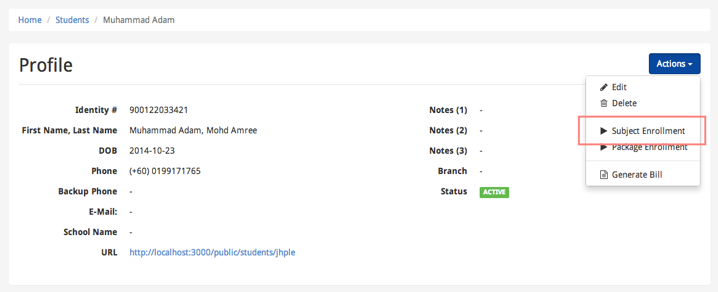 Home / Students / Muhammad Adam
Profile
Actions
Edit
Delete
Subject Enrollment
Package Enrollment
Generate Bill
Identity # 900122033421
First Name, Last Name Muhammad Adam, Mohd Amree
DOB 2014-10-23
Phone (+60) 0199171765
Backup Phone -
E-Mail: -
School Name -
URL http://localhost:3000/public/students/jhple
Notes (1) -
Notes (2) -
Notes (3) -
Branch -
Status ACTIVE